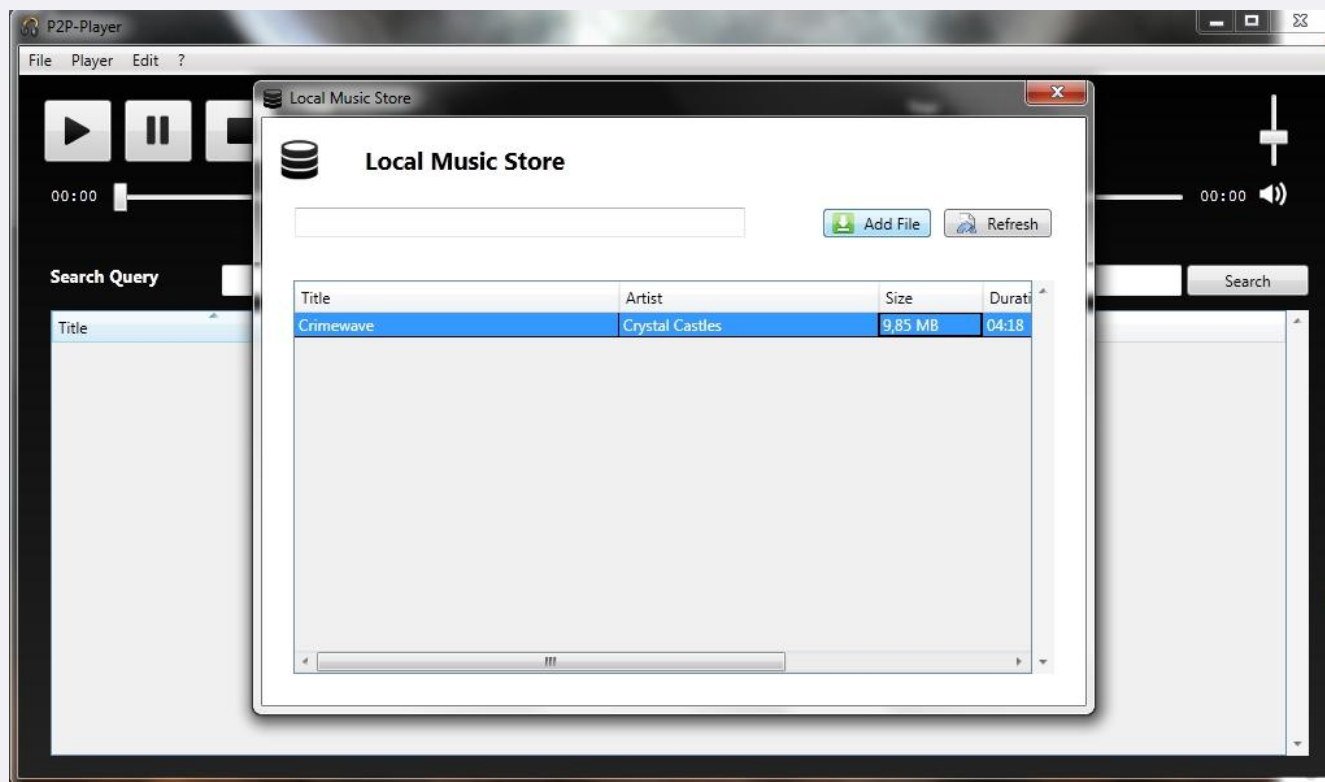 P2P-Player
File Player Edit ?
Local Music Store
Local Music Store
00:00
00:00
Add File
Refresh
Search Query
Search
Title Artist Size Durati
Title
Crimewave Crystal Castles 9,85 MB 04:18